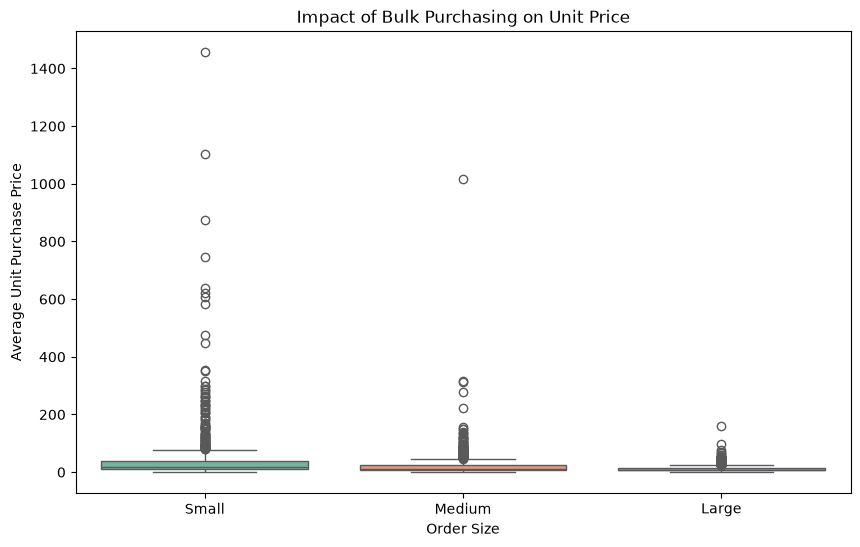 Impact of Bulk Purchasing on Unit Price
Average Unit Purchase Price
1400
1200
1000
800
600
400
200
0
Small
Medium
Large
Order Size